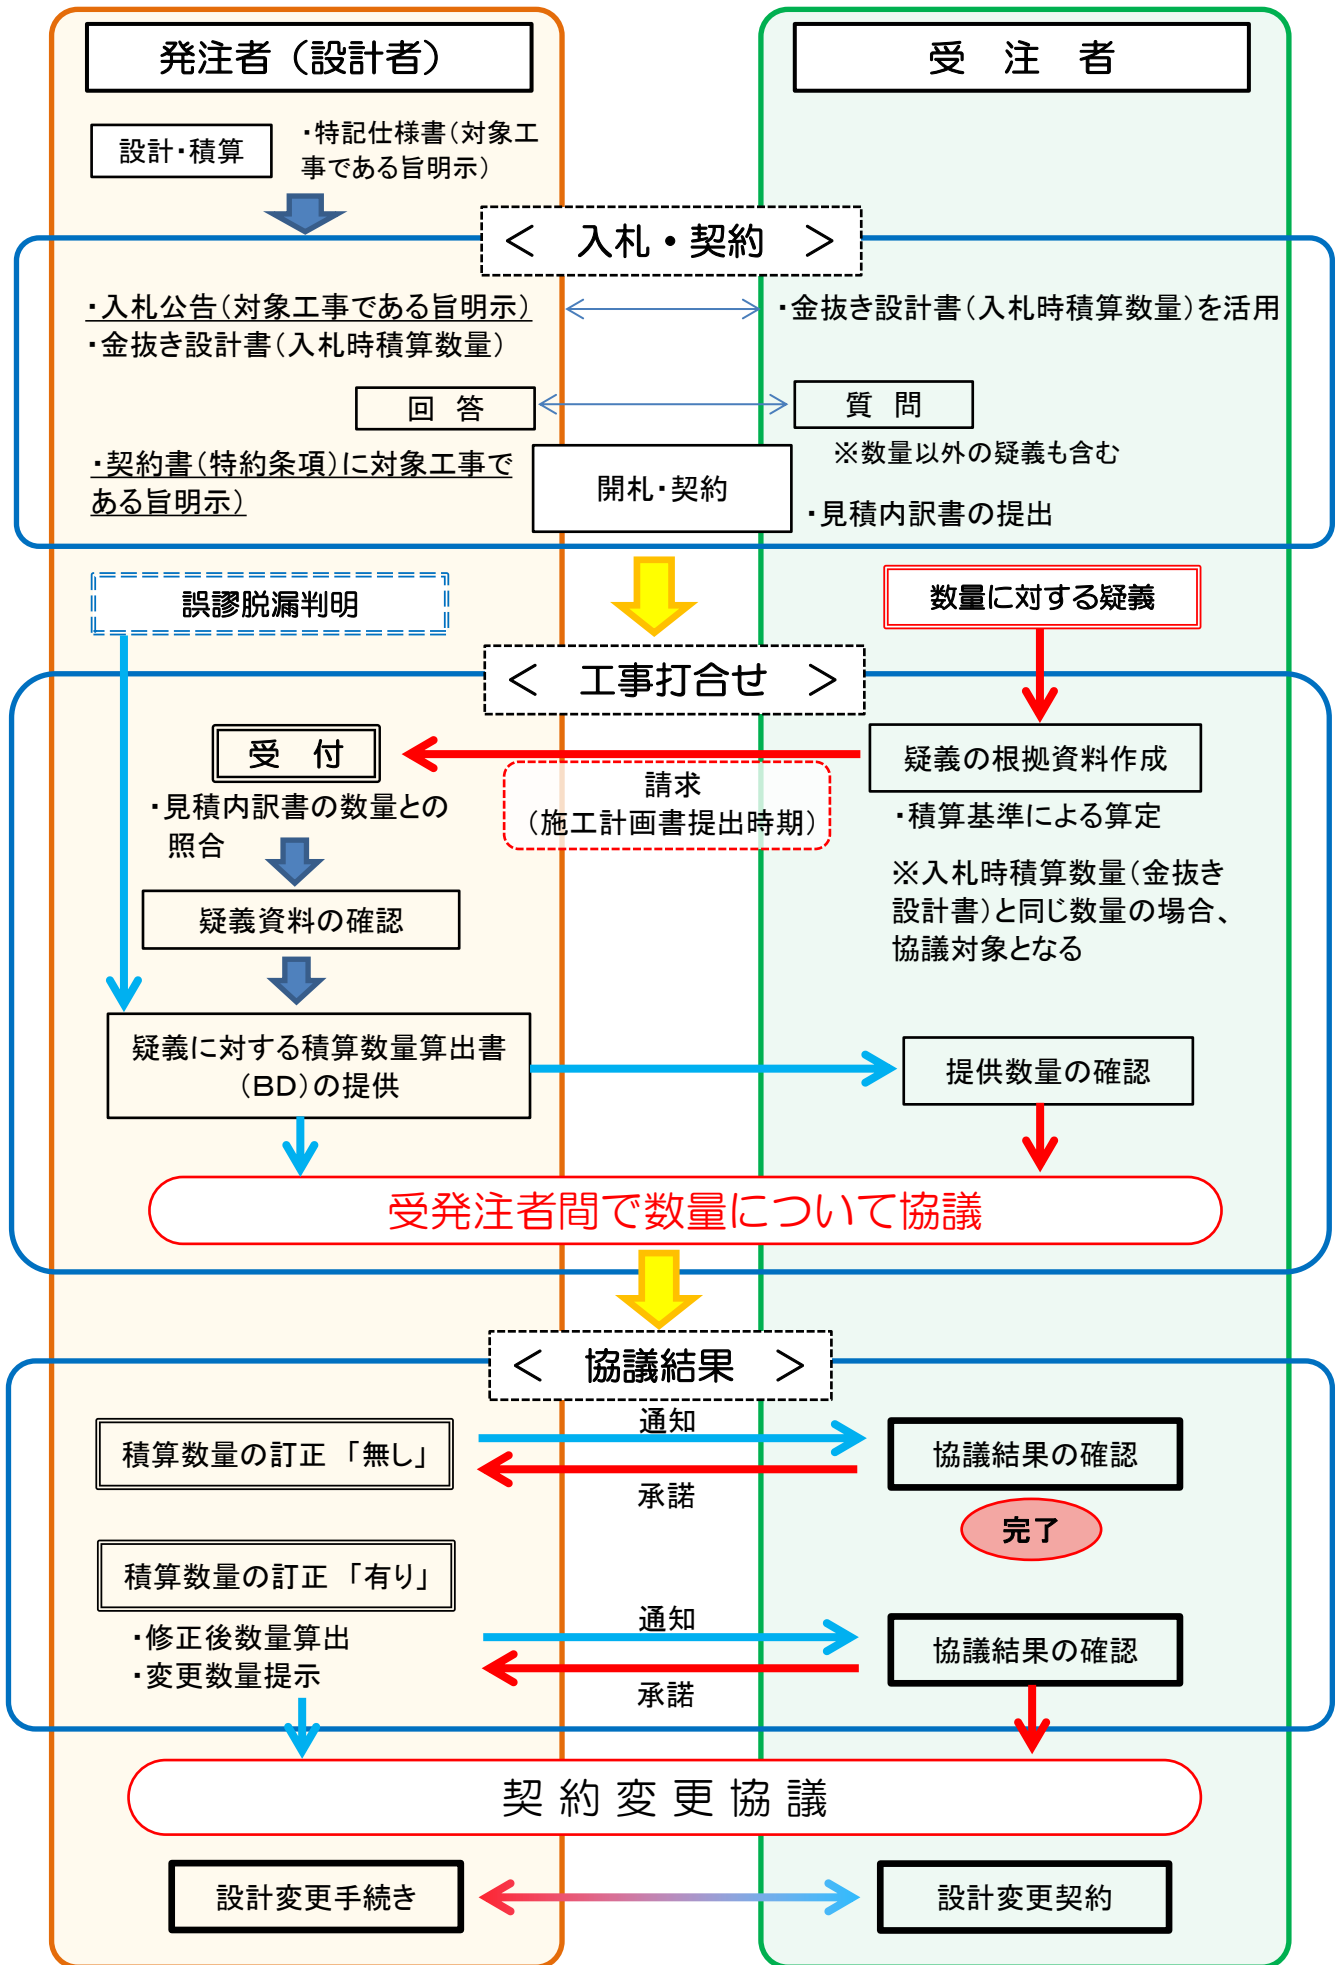 発注者（設計者）
受　注　者
設計・積算
・特記仕様書（対象工
事である旨明示）
＜　入札・契約　＞
・入札公告（対象工事である旨明示）
・金抜き設計書（入札時積算数量）
・金抜き設計書（入札時積算数量）を活用
回　答
質　問
※数量以外の疑義も含む
・契約書（特約条項）に対象工事で
ある旨明示）
開札・契約
・見積内訳書の提出
誤謬脱漏判明
数量に対する疑義
＜　工事打合せ　＞
受　付
疑義の根拠資料作成
請求
（施工計画書提出時期）
・見積内訳書の数量との
照合
・積算基準による算定
※入札時積算数量（金抜き
設計書）と同じ数量の場合、
協議対象となる
疑義資料の確認
疑義に対する積算数量算出書
（ＢＤ）の提供
提供数量の確認
受発注者間で数量について協議
＜　協議結果　＞
積算数量の訂正　「無し」
通知
承諾
協議結果の確認
完了
積算数量の訂正　「有り」
・修正後数量算出
・変更数量提示
通知
承諾
協議結果の確認
契約変更協議
設計変更手続き
設計変更契約